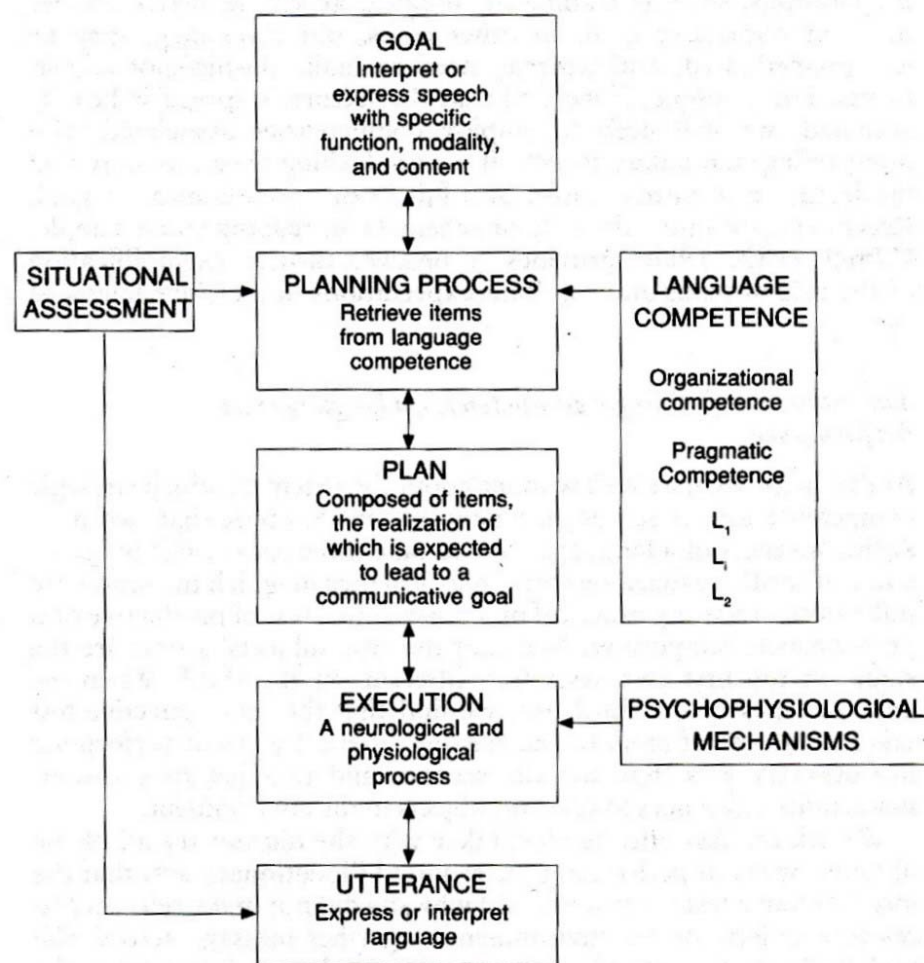 GOAL
Interpret or
express speech
with specific
function, modality,
and content
SITUATIONAL
ASSESSMENT
PLANNING PROCESS
Retrieve items
from language
competence
LANGUAGE
COMPETENCE
Organizational
competence
Pragmatic
Competence
L₁
Lᵢ
L₂
PLAN
Composed of items,
the realization of
which is expected
to lead to a
communicative goal
EXECUTION
A neurological and
physiological
process
PSYCHOPHYSIOLOGICAL
MECHANISMS
UTTERANCE
Express or interpret
language